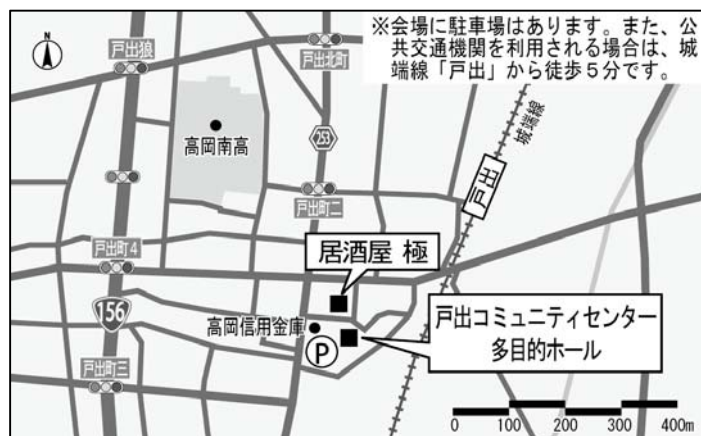 ※会場に駐車場はあります。また、公
共交通機関を利用される場合は、城
端線「戸出」から徒歩5分です。
N
戸出狼
戸出北町
高岡南高
253
城端線
戸出
戸出町二
戸出町4
居酒屋 極
156
高岡信用金庫
P
戸出コミュニティセンター
多目的ホール
戸出町三
0 100 200 300 400m